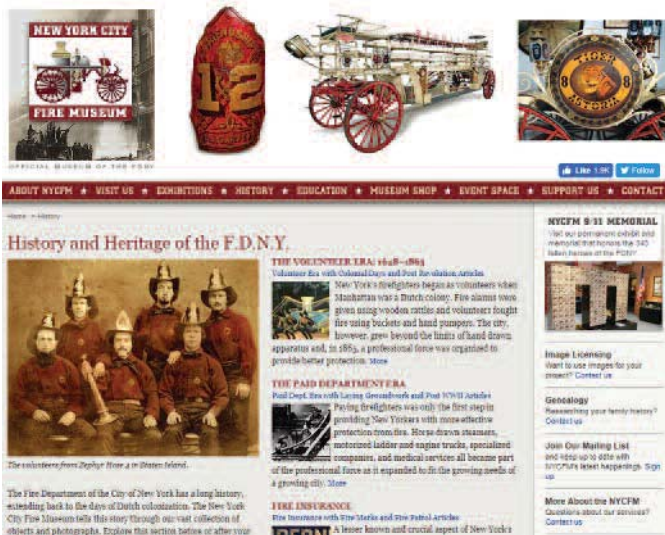 NEW YORK CITY
FIRE MUSEUM
OFFICIAL MUSEUM OF THE FDNY
12
TIGER
8 8
ASTORIA
Like 1.9K Follow
ABOUT NYCFM ★ VISIT US ★ EXHIBITIONS ★ HISTORY ★ EDUCATION ★ MUSEUM SHOP ★ EVENT SPACE ★ SUPPORT US ★ CONTACT
Home > History
History and Heritage of the F.D.N.Y.
The volunteers from Zephyr Hose 4 in Staten Island.
The Fire Department of the City of New York has a long history,
extending back to the days of Dutch colonization. The New York
City Fire Museum tells this story through our vast collection of
objects and photographs. Explore this section before or after your
THE VOLUNTEER ERA: 1648-1865
Volunteer Era with Colonial Days and Post Revolution Articles
New York's firefighters began as volunteers when
Manhattan was a Dutch colony. Fire alarms were
given using wooden rattles and volunteers fought
fire using buckets and hand pumpers. The city,
however, grew beyond the limits of hand drawn
apparatus and, in 1865, a professional force was organized to
provide better protection. More
THE PAID DEPARTMENT ERA
Paid Dept. Era with Laying Groundwork and Post WWII Articles
Paying firefighters was only the first step in
providing New Yorkers with more effective
protection from fire. Horse drawn steamers,
motorized ladder and engine trucks, specialized
companies, and medical services all became part
of the professional force as it expanded to fit the growing needs of
a growing city. More
FIRE INSURANCE
Fire Insurance with Fire Marks and Fire Patrol Articles
A lesser known and crucial aspect of New York's
NYCFM 9/11 MEMORIAL
Visit our permanent exhibit and
memorial that honors the 343
fallen heroes of the FDNY
Image Licensing
Want to use images for your
project? Contact us
Genealogy
Researching your family history?
Contact us
Join Our Mailing List
and keep up to date with
NYCFM's latest happenings. Sign
up
More About the NYCFM
Questions about our services?
Contact us